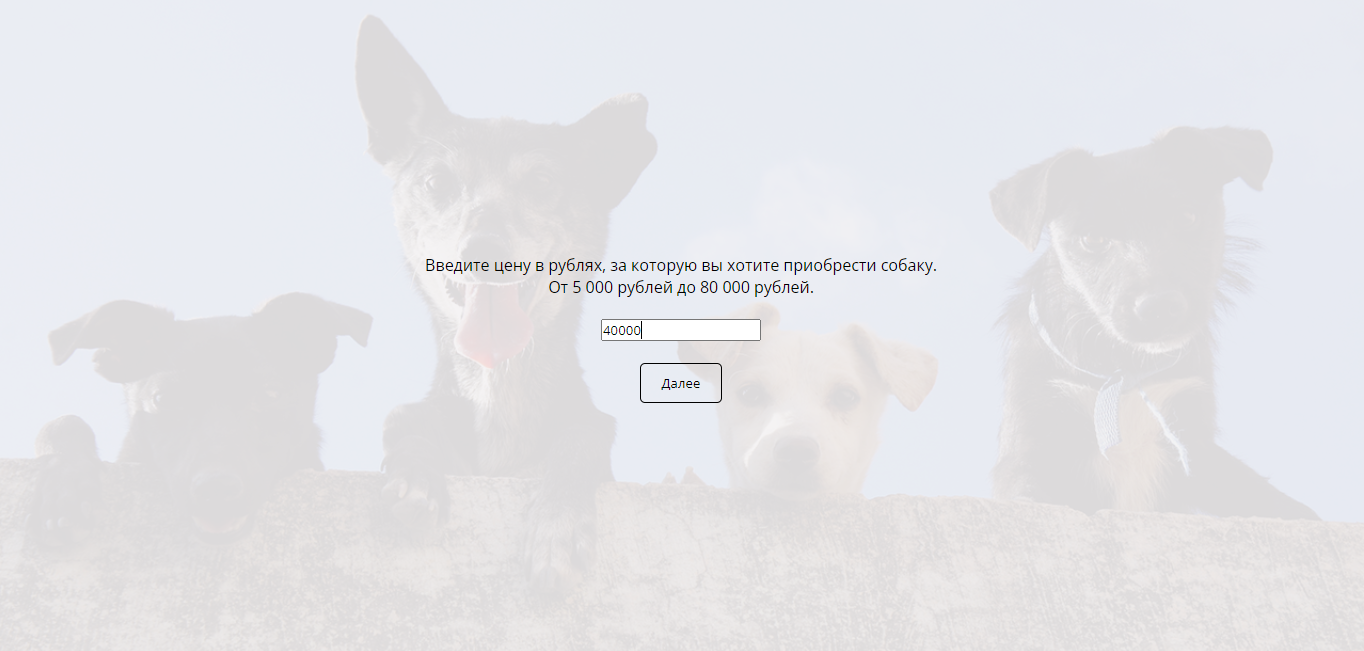 Введите цену в рублях, за которую вы хотите приобрести собаку.
От 5 000 рублей до 80 000 рублей.
40000
Далее